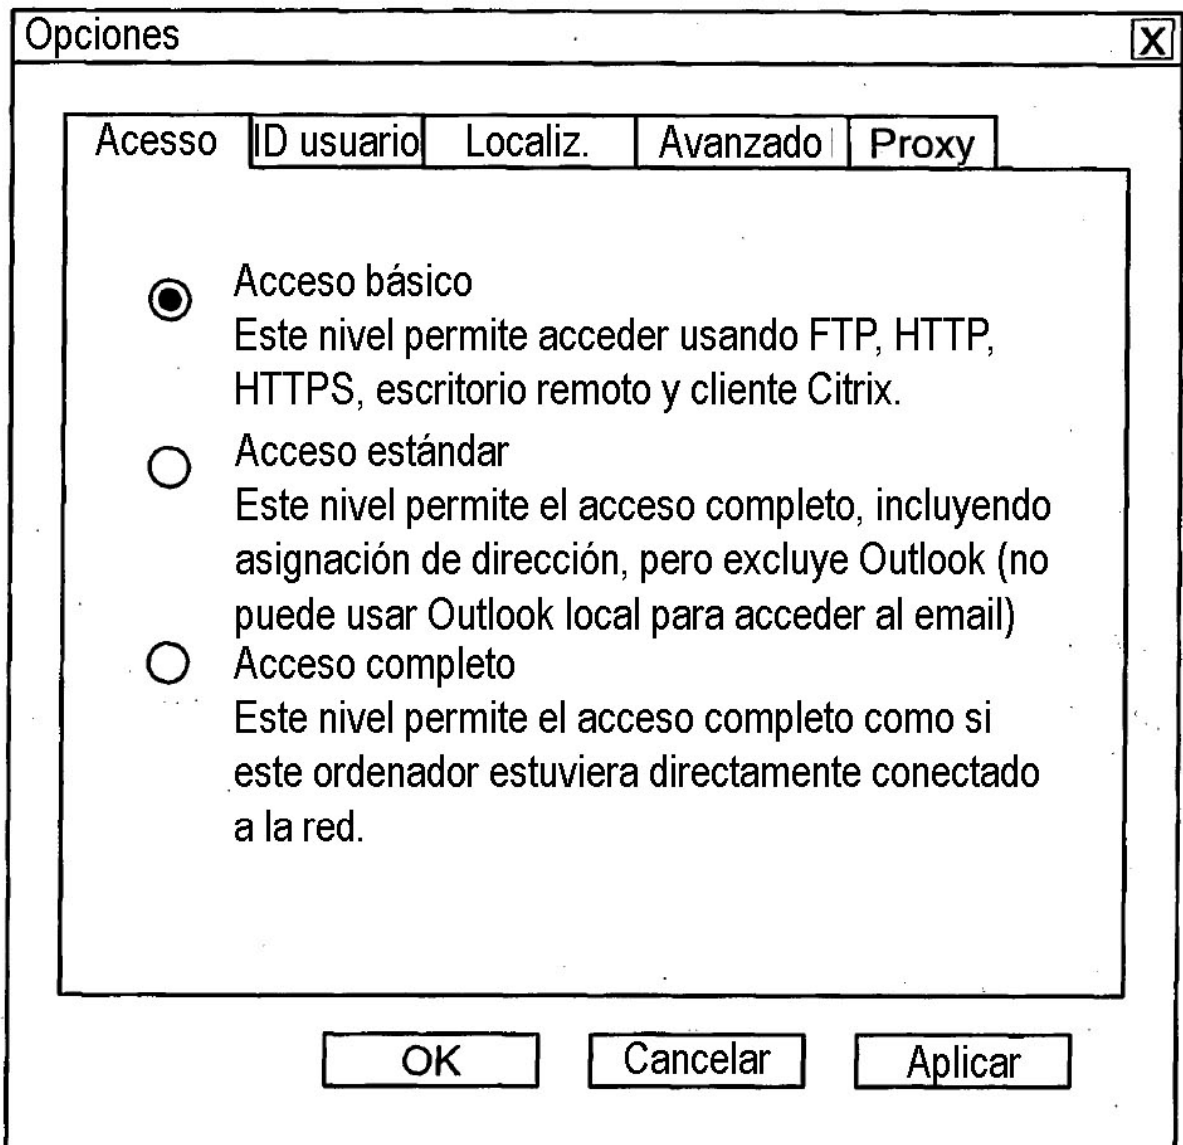 Opciones X
Acesso ID usuario Localiz. Avanzado Proxy
Acceso básico
Este nivel permite acceder usando FTP, HTTP,
HTTPS, escritorio remoto y cliente Citrix.
Acceso estándar
Este nivel permite el acceso completo, incluyendo
asignación de dirección, pero excluye Outlook (no
puede usar Outlook local para acceder al email)
Acceso completo
Este nivel permite el acceso completo como si
este ordenador estuviera directamente conectado
a la red.
OK Cancelar Aplicar